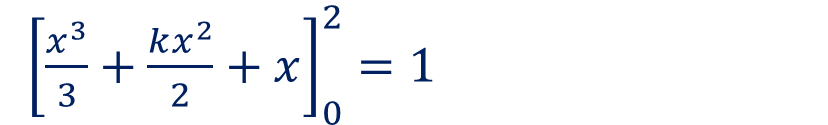 [x³/3 + kx²/2 + x]₀² = 1